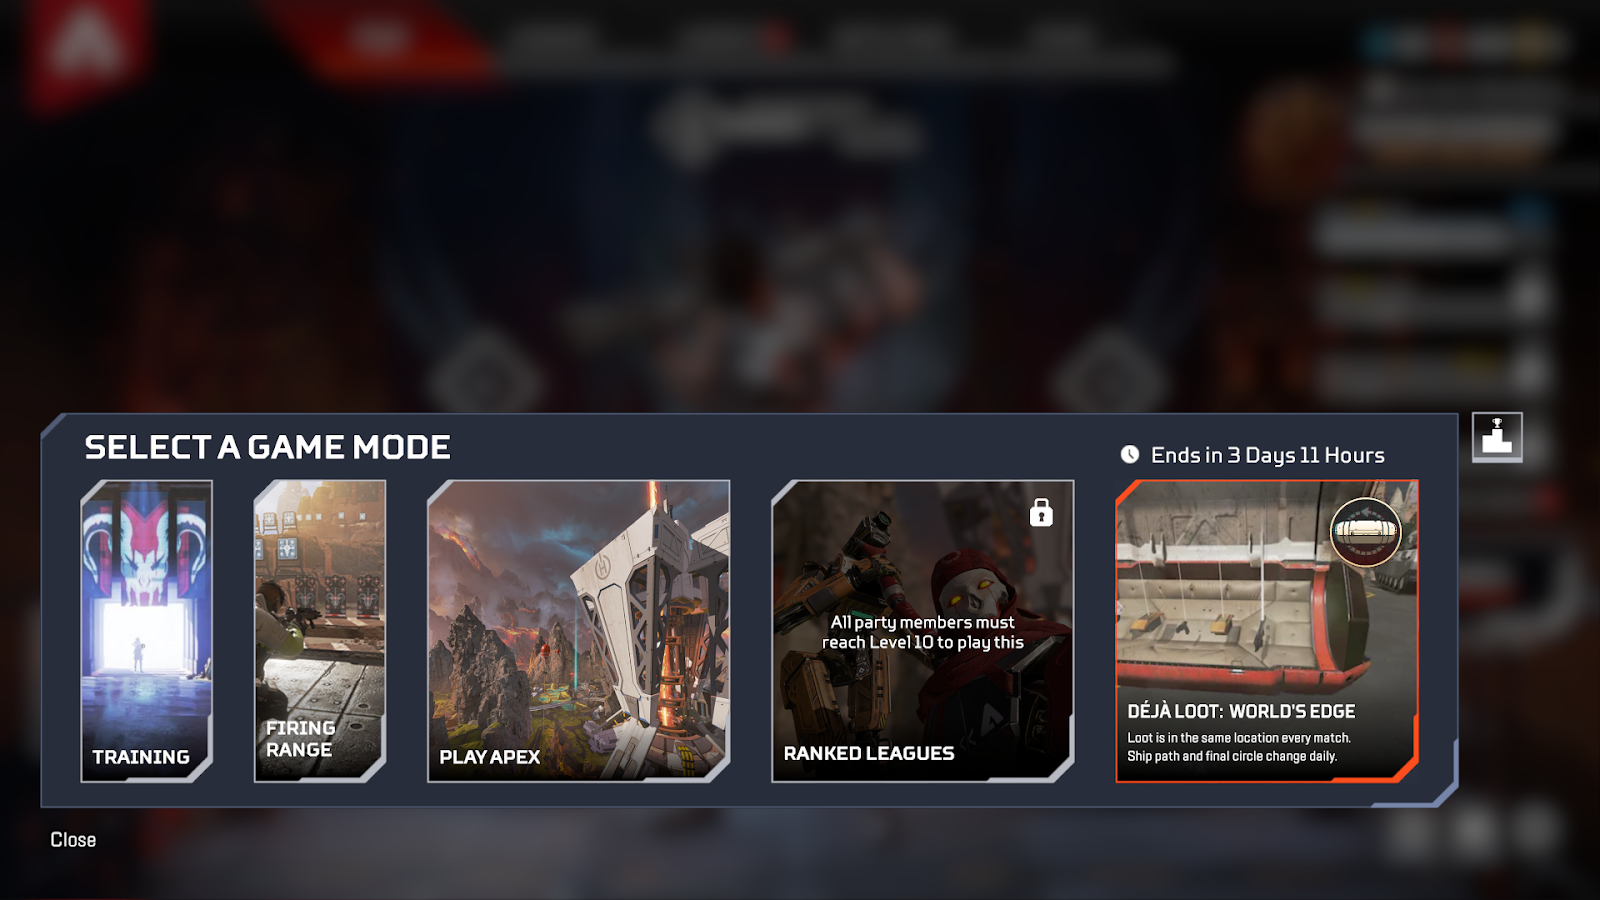 SELECT A GAME MODE
Ends in 3 Days 11 Hours
TRAINING
FIRING
RANGE
PLAY APEX
All party members must
reach Level 10 to play this
RANKED LEAGUES
DÉJÀ LOOT: WORLD'S EDGE
Loot is in the same location every match.
Ship path and final circle change daily.
Close